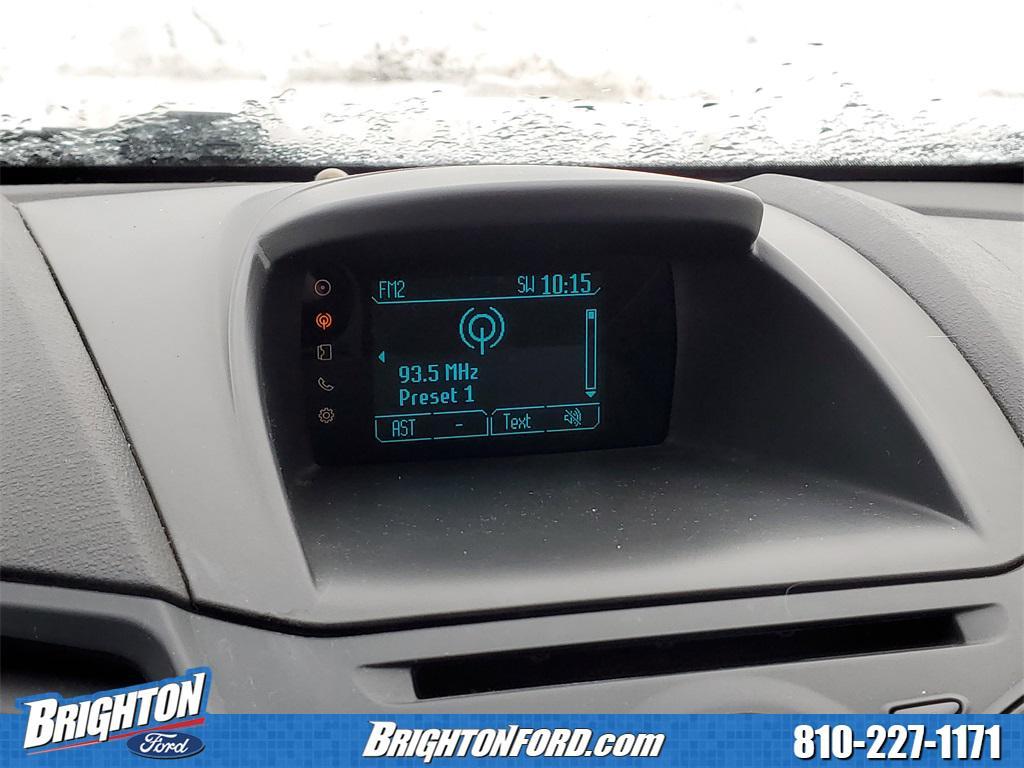 FM2 SW 10:15
93.5 MHz
Preset 1
AST - Text
BRIGHTON
Ford
BRIGHTONFORD.com
810-227-1171